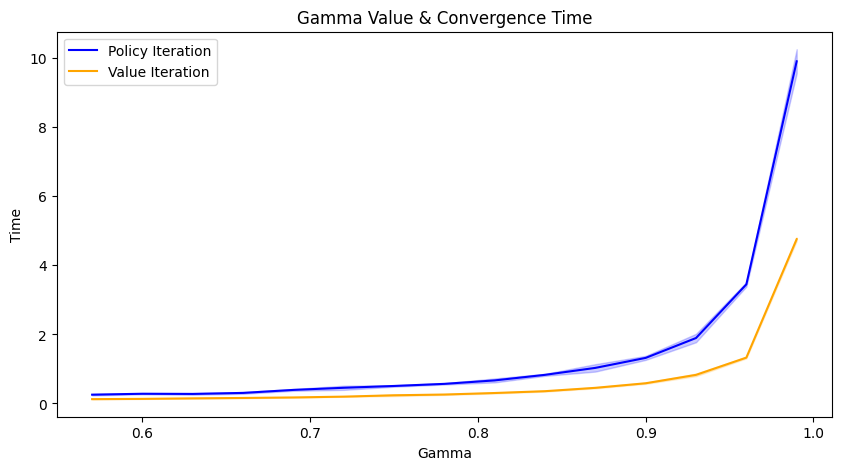 Gamma Value & Convergence Time
Policy Iteration
Value Iteration
10
8
6
4
2
0
Time
0.6 0.7 0.8 0.9 1.0
Gamma